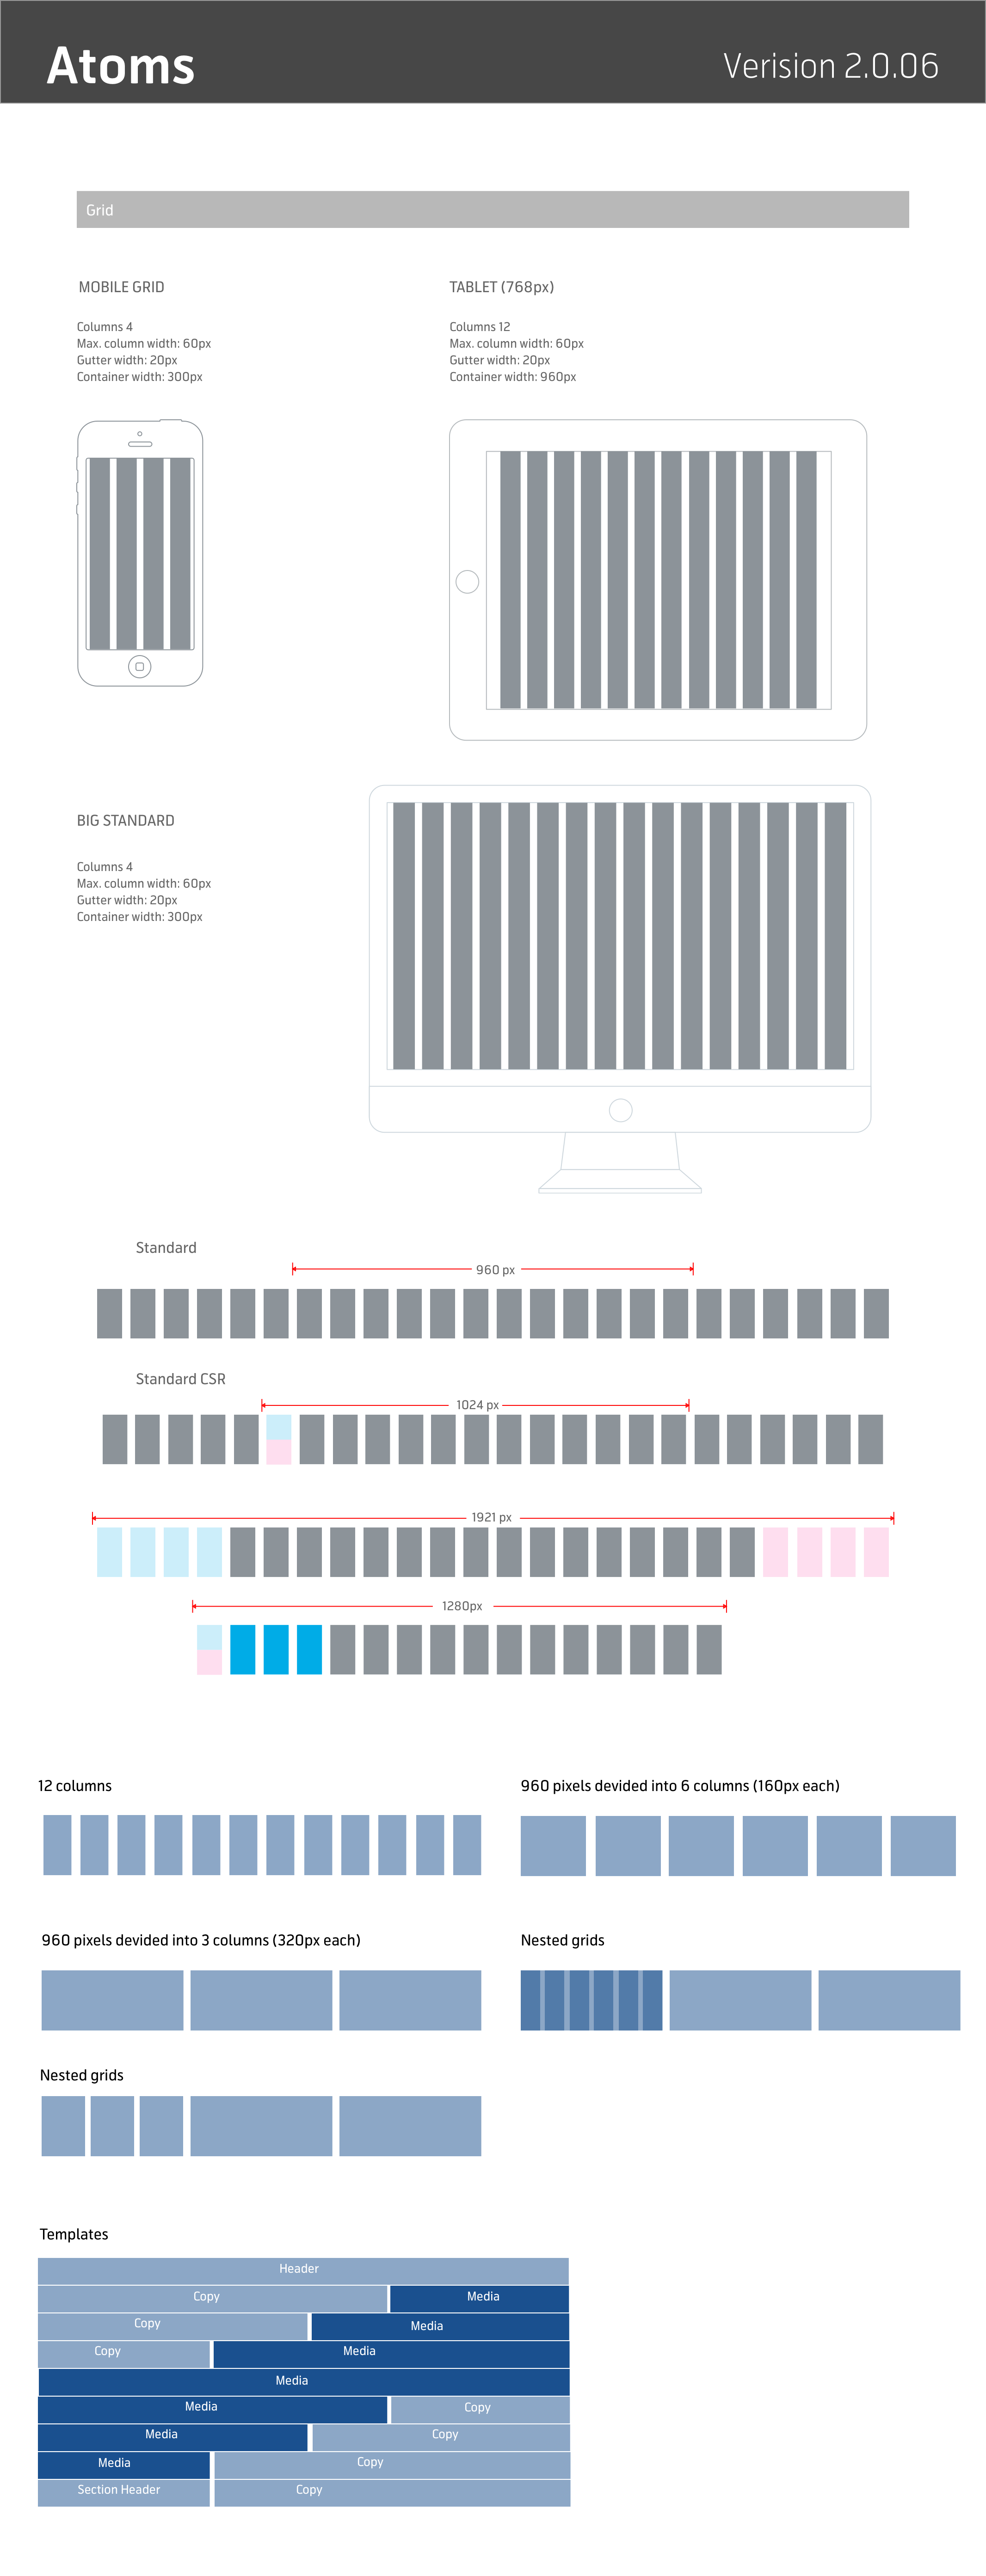 Atoms
Verision 2.0.06
Grid
MOBILE GRID
Columns 4
Max. column width: 60px
Gutter width: 20px
Container width: 300px
TABLET (768px)
Columns 12
Max. column width: 60px
Gutter width: 20px
Container width: 960px
BIG STANDARD
Columns 4
Max. column width: 60px
Gutter width: 20px
Container width: 300px
Standard
960 px
Standard CSR
1024 px
1921 px
1280px
12 columns
960 pixels devided into 6 columns (160px each)
960 pixels devided into 3 columns (320px each)
Nested grids
Nested grids
Templates
Header
Copy Media
Copy Media
Copy Media
Media
Media Copy
Media Copy
Media Copy
Section Header Copy